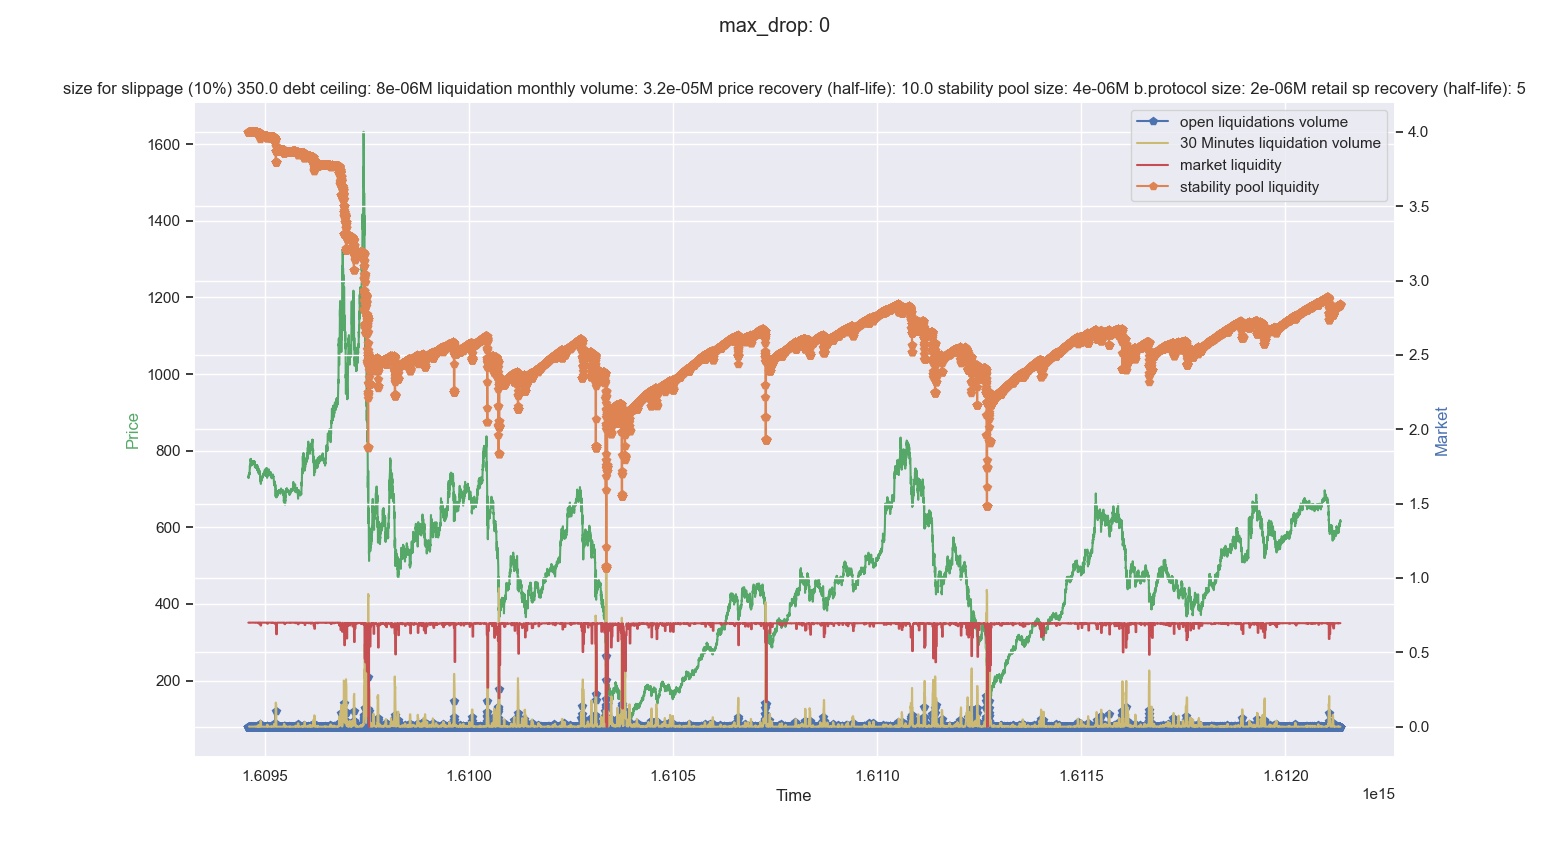 max_drop: 0
size for slippage (10%) 350.0 debt ceiling: 8e-06M liquidation monthly volume: 3.2e-05M price recovery (half-life): 10.0 stability pool size: 4e-06M b.protocol size: 2e-06M retail sp recovery (half-life): 5
open liquidations volume
30 Minutes liquidation volume
market liquidity
stability pool liquidity
1600
1400
1200
1000
800
600
400
200
Price
4.0
3.5
3.0
2.5
2.0
1.5
1.0
0.5
0.0
Market
1.6095 1.6100 1.6105 1.6110 1.6115 1.6120
1e15
Time